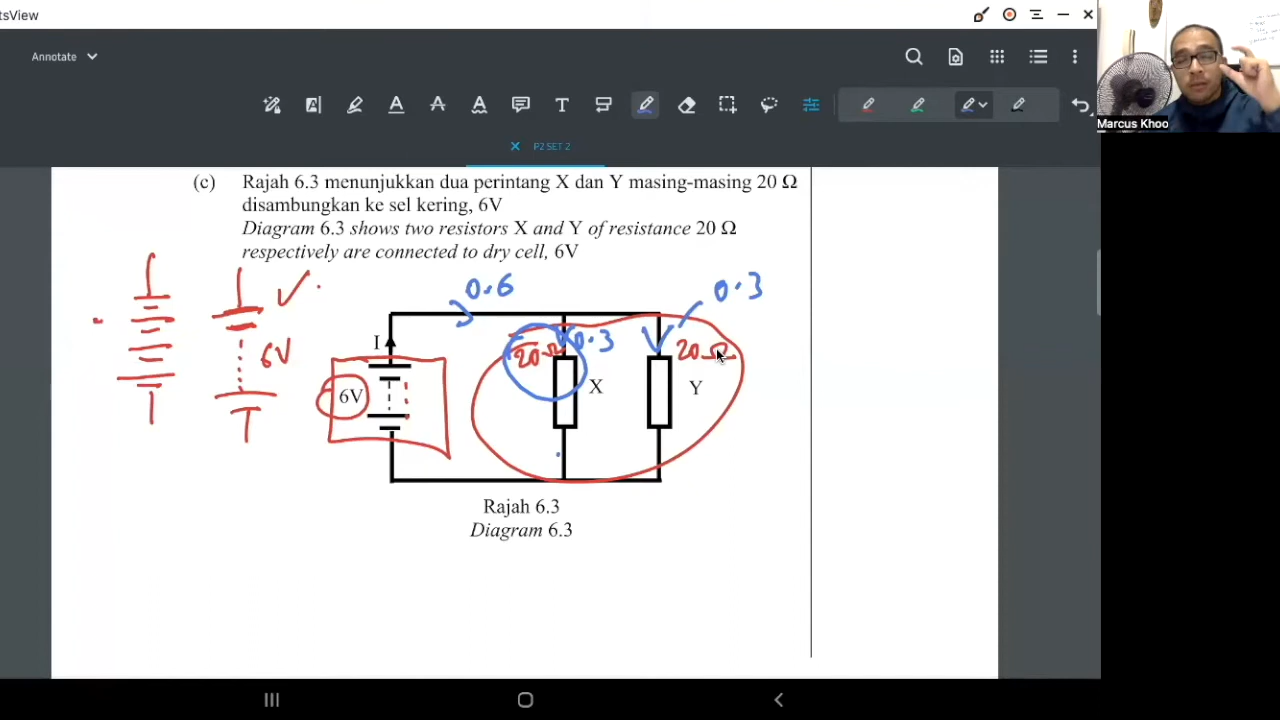 tsView
Annotate
Marcus Khoo
P2 SET 2
(c) Rajah 6.3 menunjukkan dua perintang X dan Y masing-masing 20 Ω
disambungkan ke sel kering, 6V
Diagram 6.3 shows two resistors X and Y of resistance 20 Ω
respectively are connected to dry cell, 6V
0.6
0.3
I
6V
20 Ω
0.3
20 Ω
6V
X
Y
Rajah 6.3
Diagram 6.3